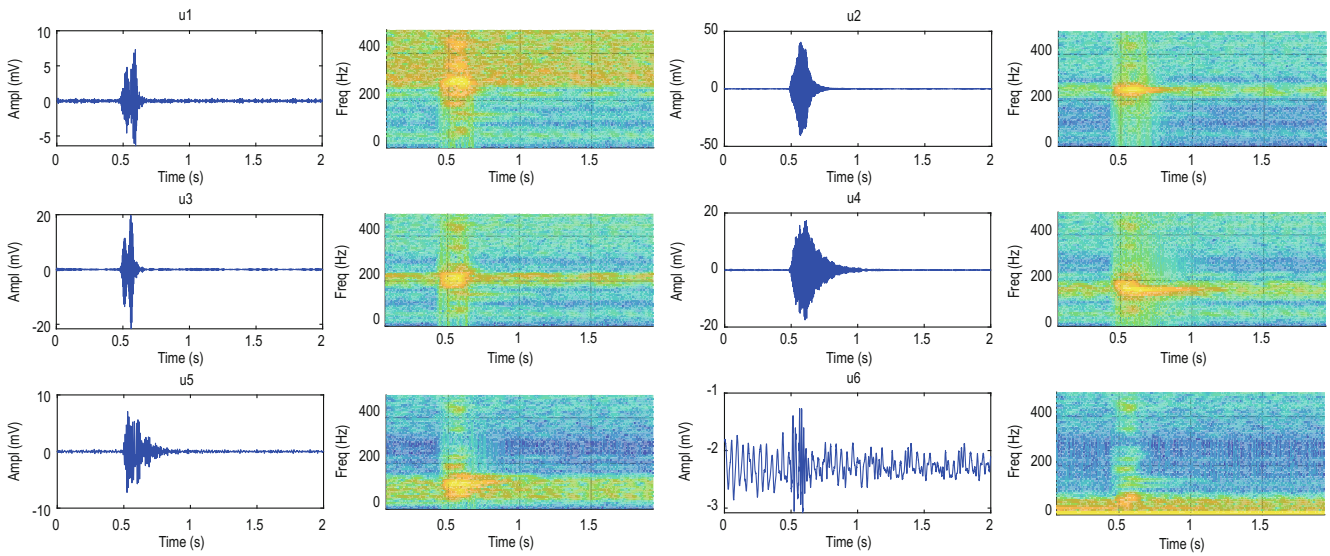 u1
Ampl (mV)
10
5
0
-5
0 0.5 1 1.5 2
Time (s)
Freq (Hz)
400
200
0
0.5 1 1.5
Time (s)
u2
Ampl (mV)
50
0
-50
0 0.5 1 1.5 2
Time (s)
Freq (Hz)
400
200
0
0.5 1 1.5
Time (s)
u3
Ampl (mV)
20
0
-20
0 0.5 1 1.5 2
Time (s)
Freq (Hz)
400
200
0
0.5 1 1.5
Time (s)
u4
Ampl (mV)
20
0
-20
0 0.5 1 1.5 2
Time (s)
Freq (Hz)
400
200
0
0.5 1 1.5
Time (s)
u5
Ampl (mV)
10
0
-10
0 0.5 1 1.5 2
Time (s)
Freq (Hz)
400
200
0
0.5 1 1.5
Time (s)
u6
Ampl (mV)
-1
-2
-3
0 0.5 1 1.5 2
Time (s)
Freq (Hz)
400
200
0
0.5 1 1.5
Time (s)